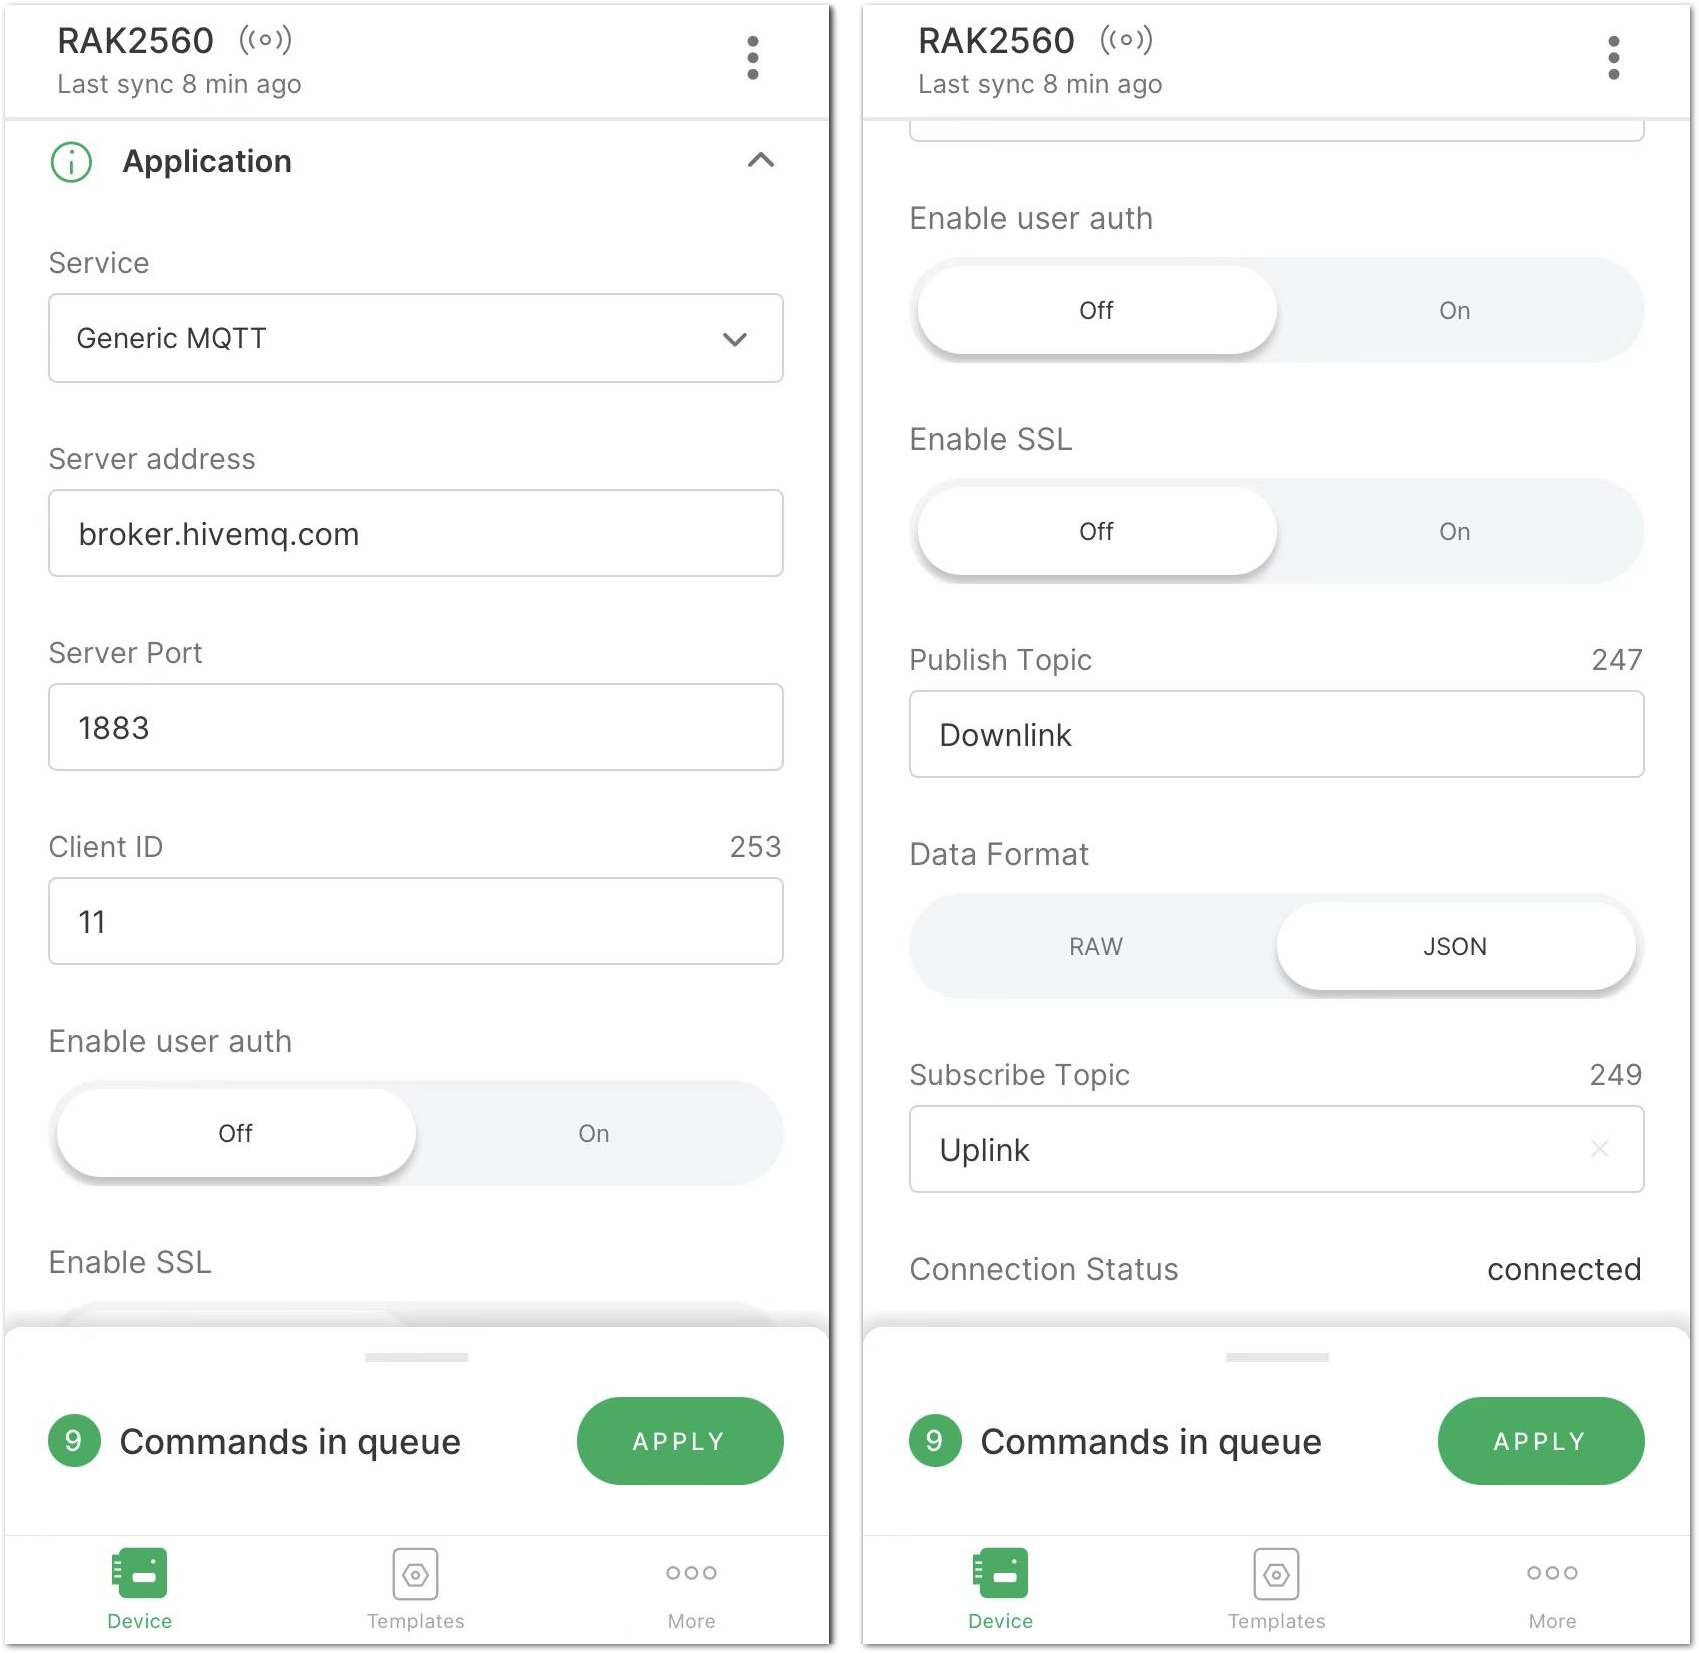 RAK2560
Last sync 8 min ago
Application
Service
Generic MQTT
Server address
broker.hivemq.com
Server Port
1883
Client ID 253
11
Enable user auth
Off On
Enable SSL
9 Commands in queue APPLY
Device Templates More
RAK2560
Last sync 8 min ago
Enable user auth
Off On
Enable SSL
Off On
Publish Topic 247
Downlink
Data Format
RAW JSON
Subscribe Topic 249
Uplink
Connection Status connected
9 Commands in queue APPLY
Device Templates More